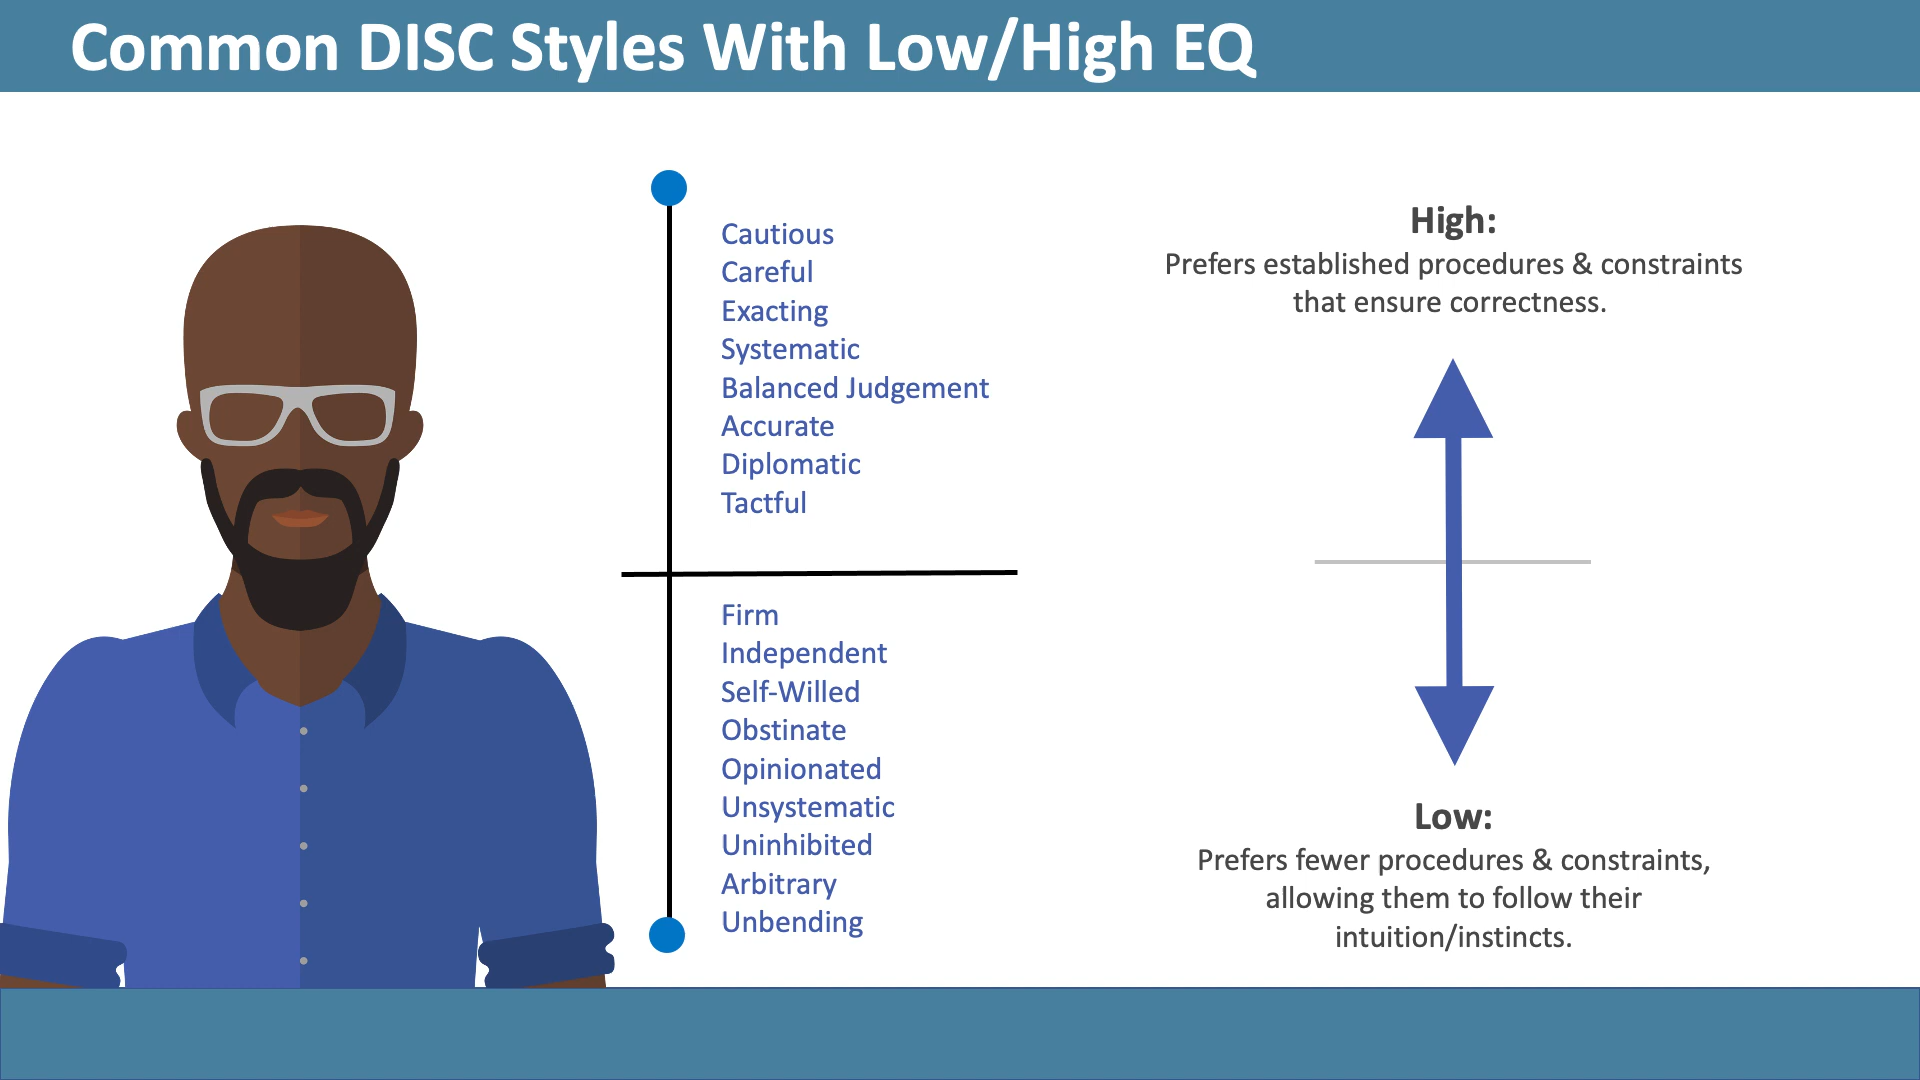 Common DISC Styles With Low/High EQ
Cautious
Careful
Exacting
Systematic
Balanced Judgement
Accurate
Diplomatic
Tactful
Firm
Independent
Self-Willed
Obstinate
Opinionated
Unsystematic
Uninhibited
Arbitrary
Unbending
High:
Prefers established procedures & constraints
that ensure correctness.
Low:
Prefers fewer procedures & constraints,
allowing them to follow their
intuition/instincts.